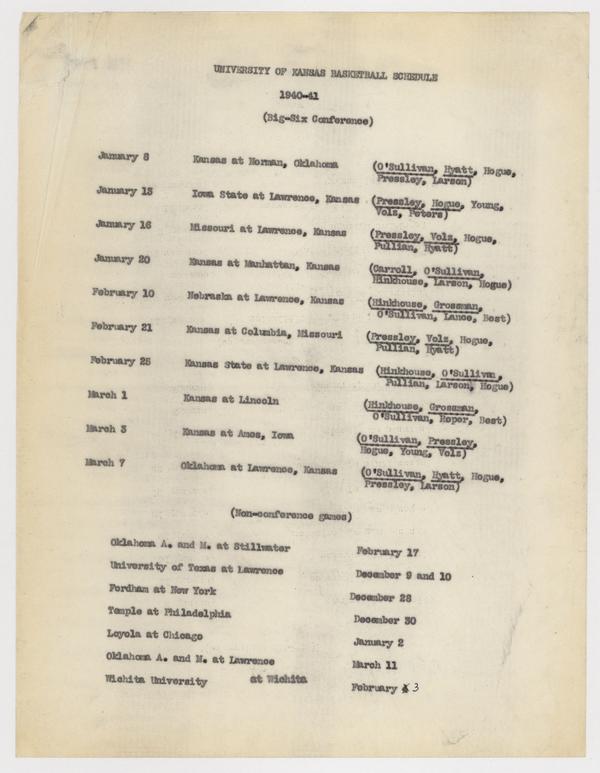 UNIVERSITY OF KANSAS BASKETBALL SCHEDULE
1940-41
(Big-Six Conference)
January 8 Kansas at Norman, Oklahoma (O'Sullivan, Hyatt, Hogue,
Pressley, Larson)
January 13 Iowa State at Lawrence, Kansas (Pressley, Hogue, Young,
Volz, Peters)
January 16 Missouri at Lawrence, Kansas (Pressley, Volz, Hogue,
Pullian, Hyatt)
January 20 Kansas at Manhattan, Kansas (Carroll, O'Sullivan,
Hinkhouse, Larson, Hogue)
February 10 Nebraska at Lawrence, Kansas (Hinkhouse, Grossman,
O'Sullivan, Lance, Best)
February 21 Kansas at Columbia, Missouri (Pressley, Volz, Hogue,
Pullian, Hyatt)
February 25 Kansas State at Lawrence, Kansas (Hinkhouse, O'Sullivan,
Pullian, Larson, Hogue)
March 1 Kansas at Lincoln (Hinkhouse, Grossman,
O'Sullivan, Roper, Best)
March 3 Kansas at Ames, Iowa (O'Sullivan, Pressley,
Hogue, Young, Volz)
March 7 Oklahoma at Lawrence, Kansas (O'Sullivan, Hyatt, Hogue,
Pressley, Larson)
(Non-conference games)
Oklahoma A. and M. at Stillwater February 17
University of Texas at Lawrence December 9 and 10
Fordham at New York December 28
Temple at Philadelphia December 30
Loyola at Chicago January 2
Oklahoma A. and M. at Lawrence March 11
Wichita University at Wichita February 3